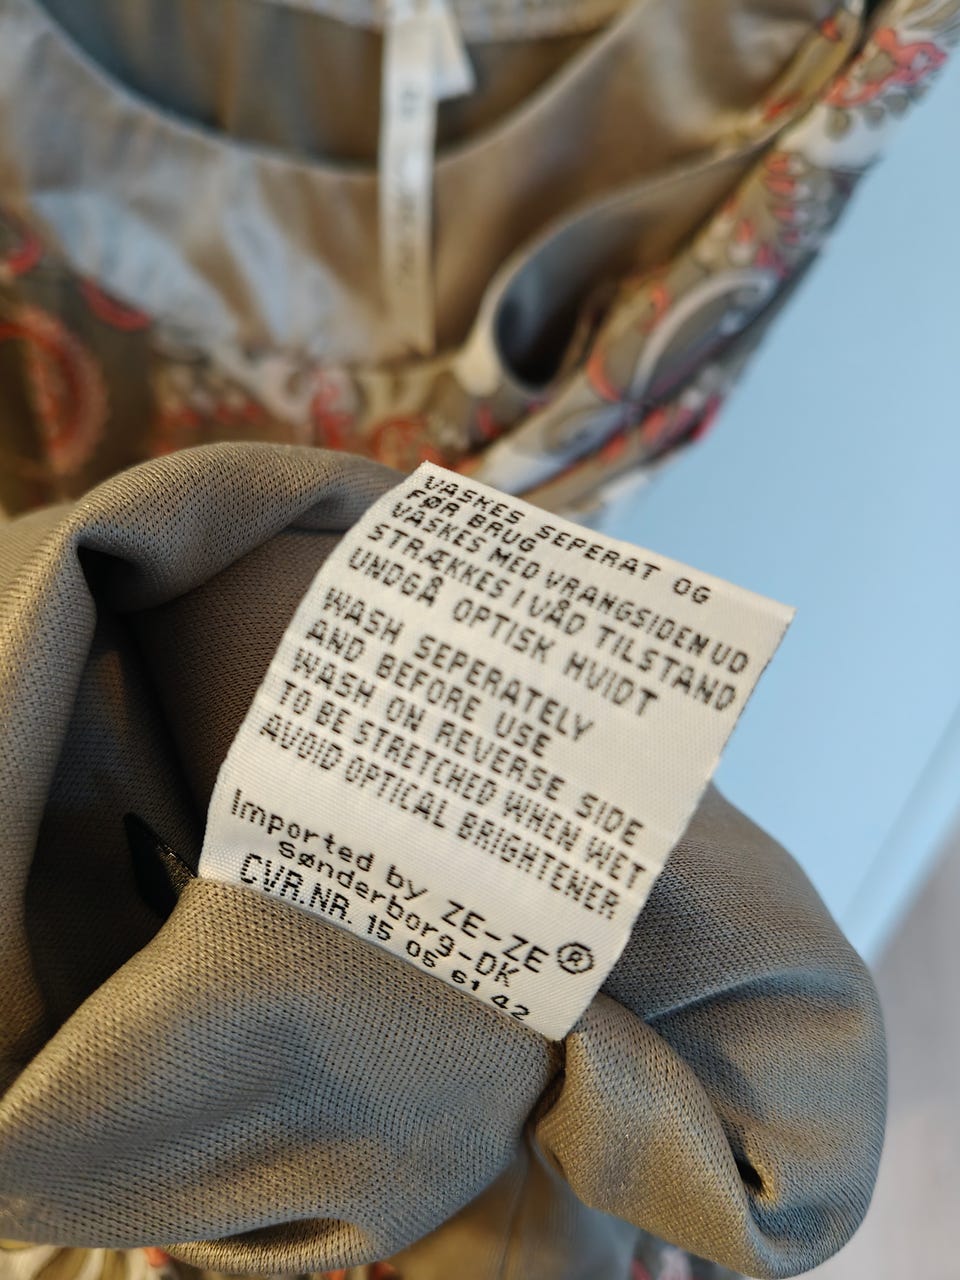 VASKES SEPERAT OG
FØR BRUG
VASKES MED VRANGSIDEN UD
STRÆKKES I VÅD TILSTAND
UNDGÅ OPTISK HVIDT
WASH SEPERATELY
AND BEFORE USE
WASH ON REVERSE SIDE
TO BE STRETCHED WHEN WET
AVOID OPTICAL BRIGHTENER
Imported by ZE-ZE®
Sønderborg-DK
CVR.NR. 15 05 61 42